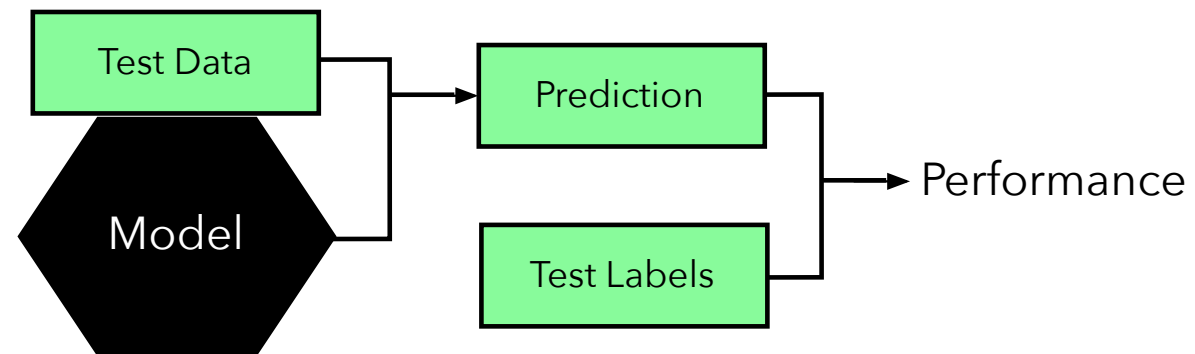 Test Data
Model
Prediction
Test Labels
Performance